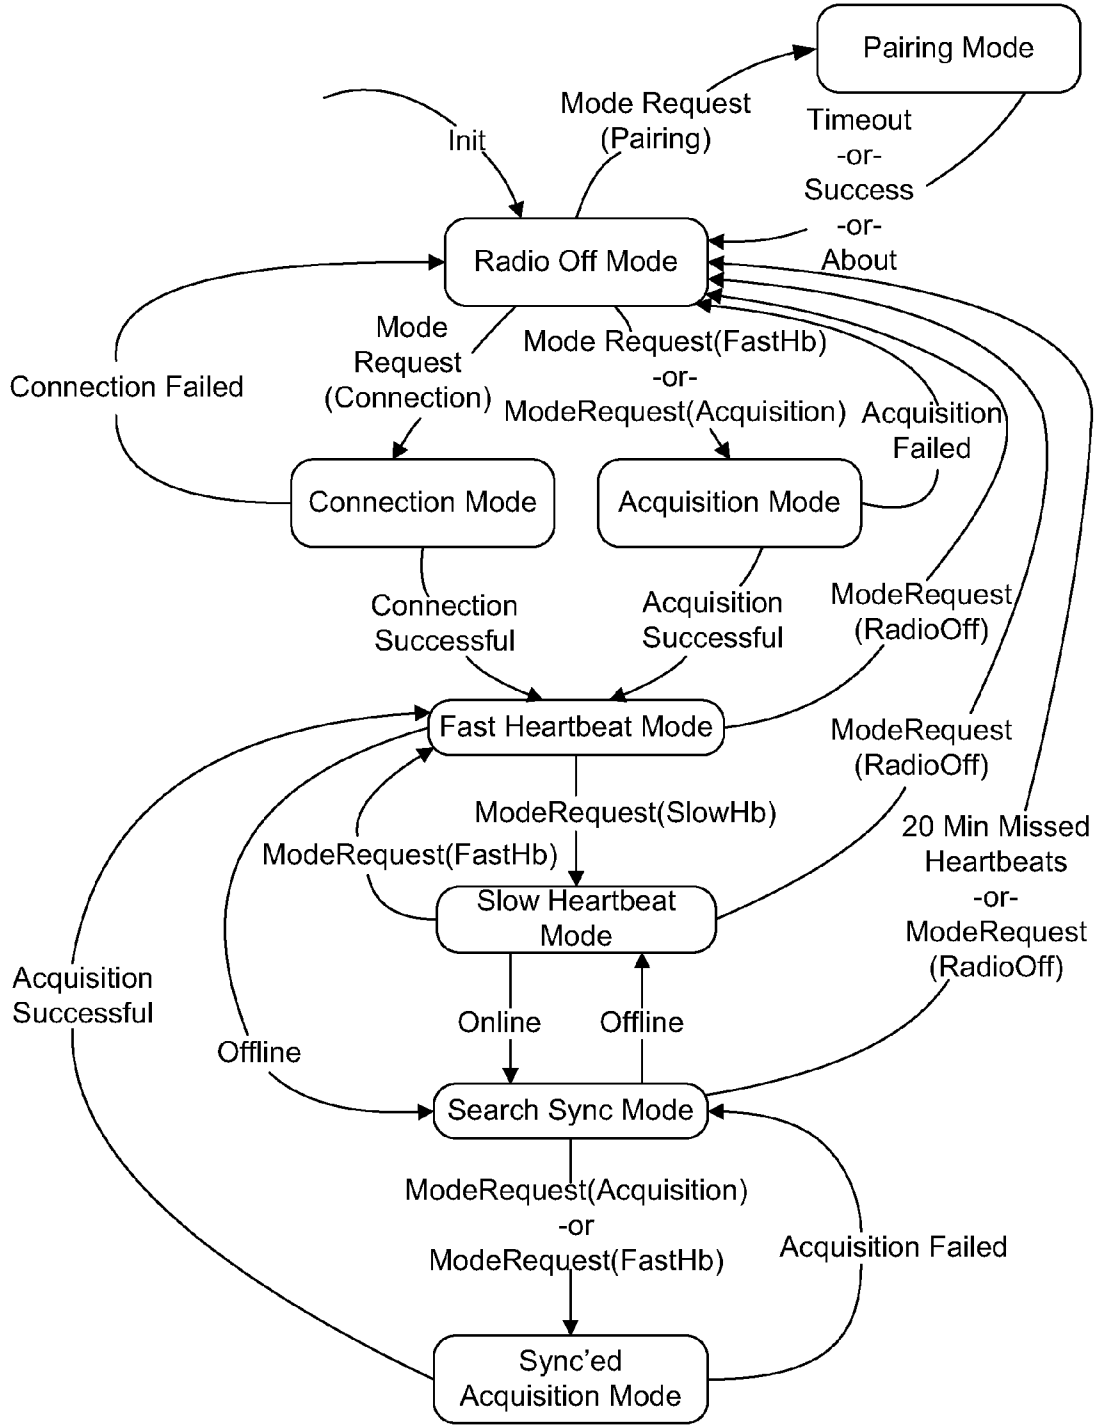 Pairing Mode
Mode Request
(Pairing)
Timeout
-or-
Success
-or-
About
Init
Radio Off Mode
Mode
Request
(Connection)
Mode Request(FastHb)
-or-
ModeRequest(Acquisition)
Connection Failed
Acquisition
Failed
Connection Mode
Acquisition Mode
Connection
Successful
Acquisition
Successful
ModeRequest
(RadioOff)
Fast Heartbeat Mode
ModeRequest
(RadioOff)
ModeRequest(SlowHb)
ModeRequest(FastHb)
20 Min Missed
Heartbeats
-or-
ModeRequest
(RadioOff)
Slow Heartbeat
Mode
Acquisition
Successful
Offline
Online
Offline
Search Sync Mode
ModeRequest(Acquisition)
-or
ModeRequest(FastHb)
Acquisition Failed
Sync'ed
Acquisition Mode